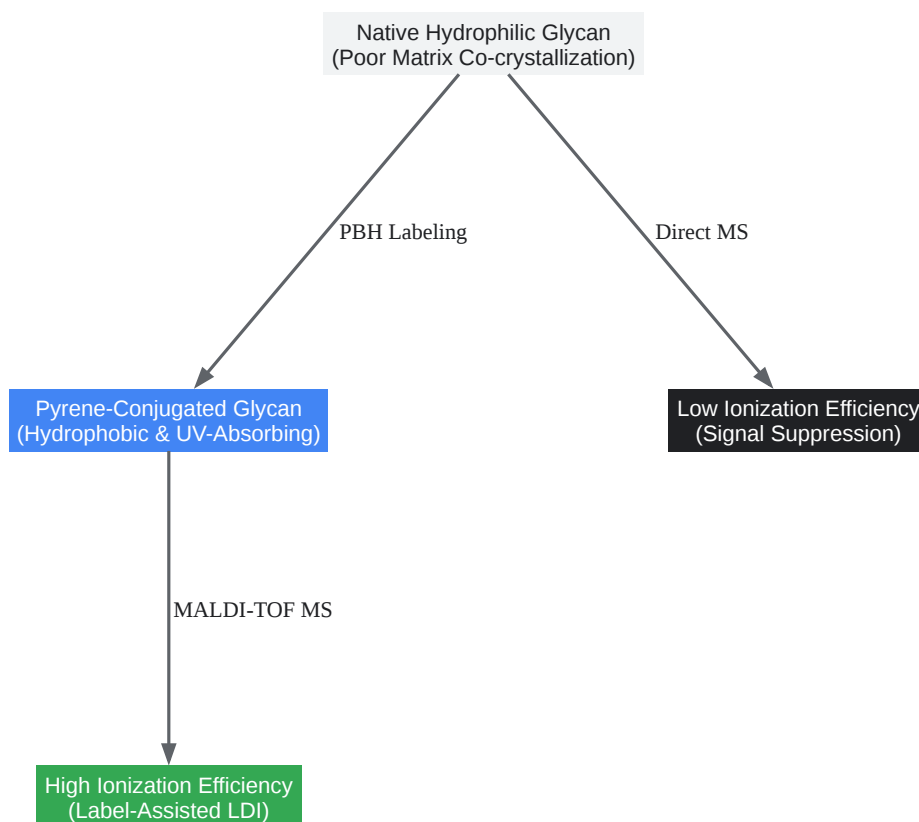 Native Hydrophilic Glycan
(Poor Matrix Co-crystallization)
PBH Labeling
Direct MS
Pyrene-Conjugated Glycan
(Hydrophobic & UV-Absorbing)
Low Ionization Efficiency
(Signal Suppression)
MALDI-TOF MS
High Ionization Efficiency
(Label-Assisted LDI)